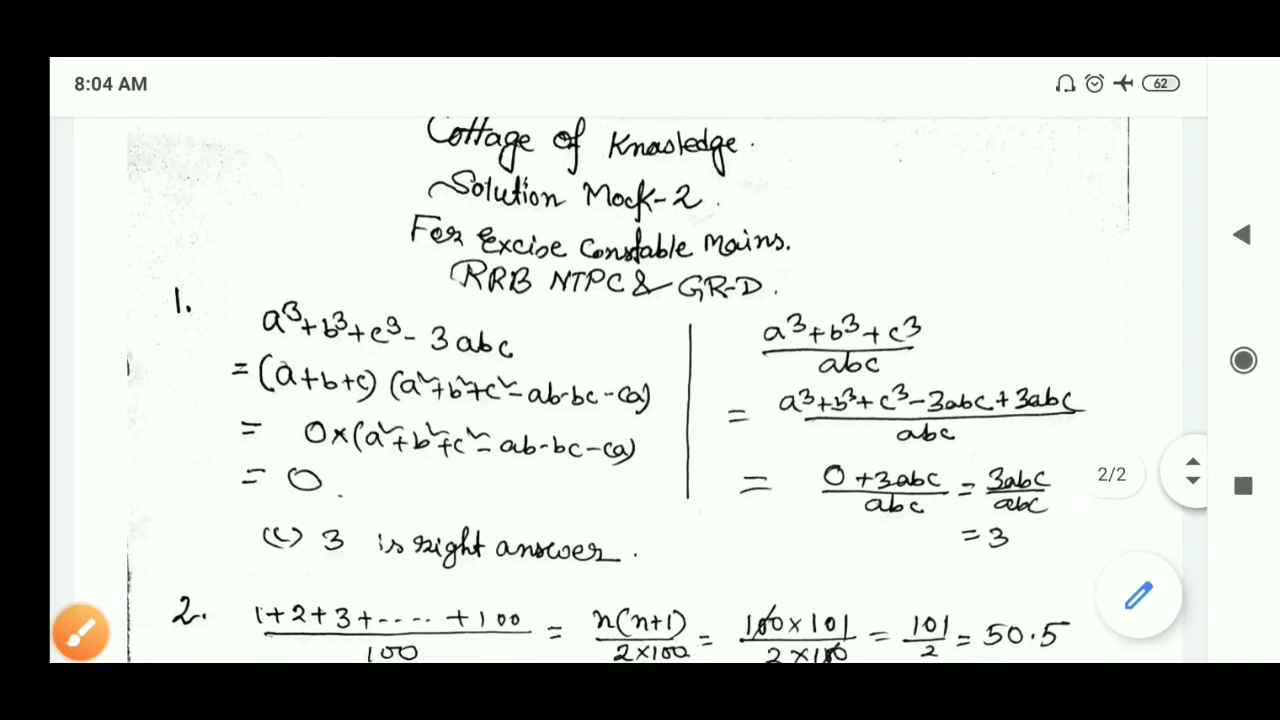 8:04 AM
62
Cottage of Knowledge.
Solution Mock-2.
For Excise Constable Mains.
RRB NTPC & GR-D.
1.
a³+b³+c³-3abc
= (a+b+c) (a²+b²+c²-ab-bc-ca)
= 0×(a²+b²+c²-ab-bc-ca)
= 0.
(c) 3 is right answer.
a³+b³+c³ / abc
= a³+b³+c³-3abc+3abc / abc
= 0+3abc / abc = 3abc / abc
= 3
2/2
2. 1+2+3+.....+100 / 100 = n(n+1) / 2×100 = 100×101 / 2×100 = 101 / 2 = 50.5